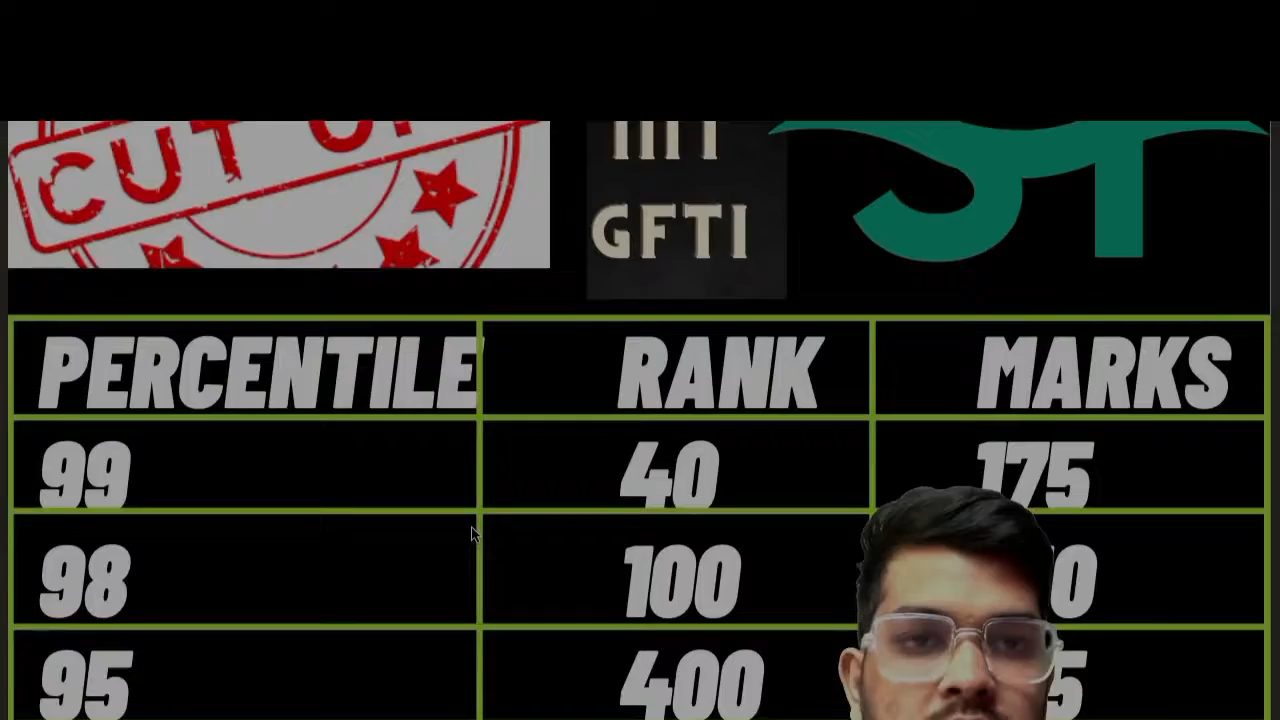 CUT
GFTI
PERCENTILE RANK MARKS
99 40 175
98 100
95 400